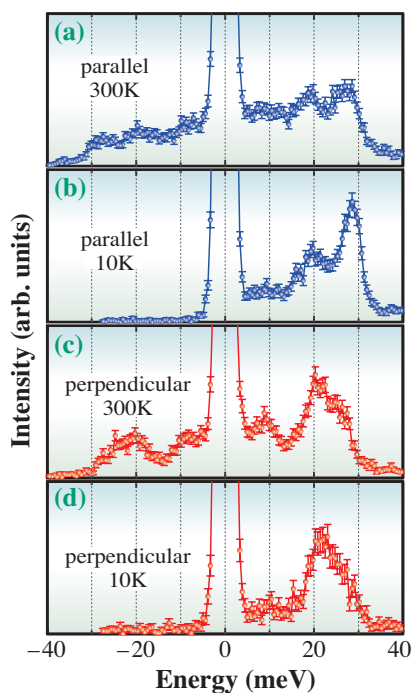 (a)
parallel
300K
(b)
parallel
10K
(c)
perpendicular
300K
(d)
perpendicular
10K
Intensity (arb. units)
−40 −20 0 20 40
Energy (meV)